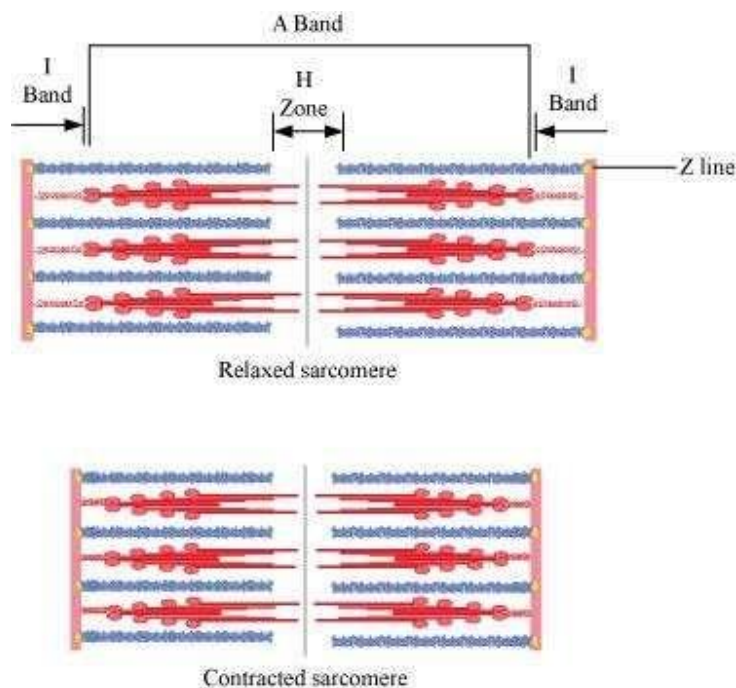 A Band
I
Band
H
Zone
I
Band
Z line
Relaxed sarcomere
Contracted sarcomere